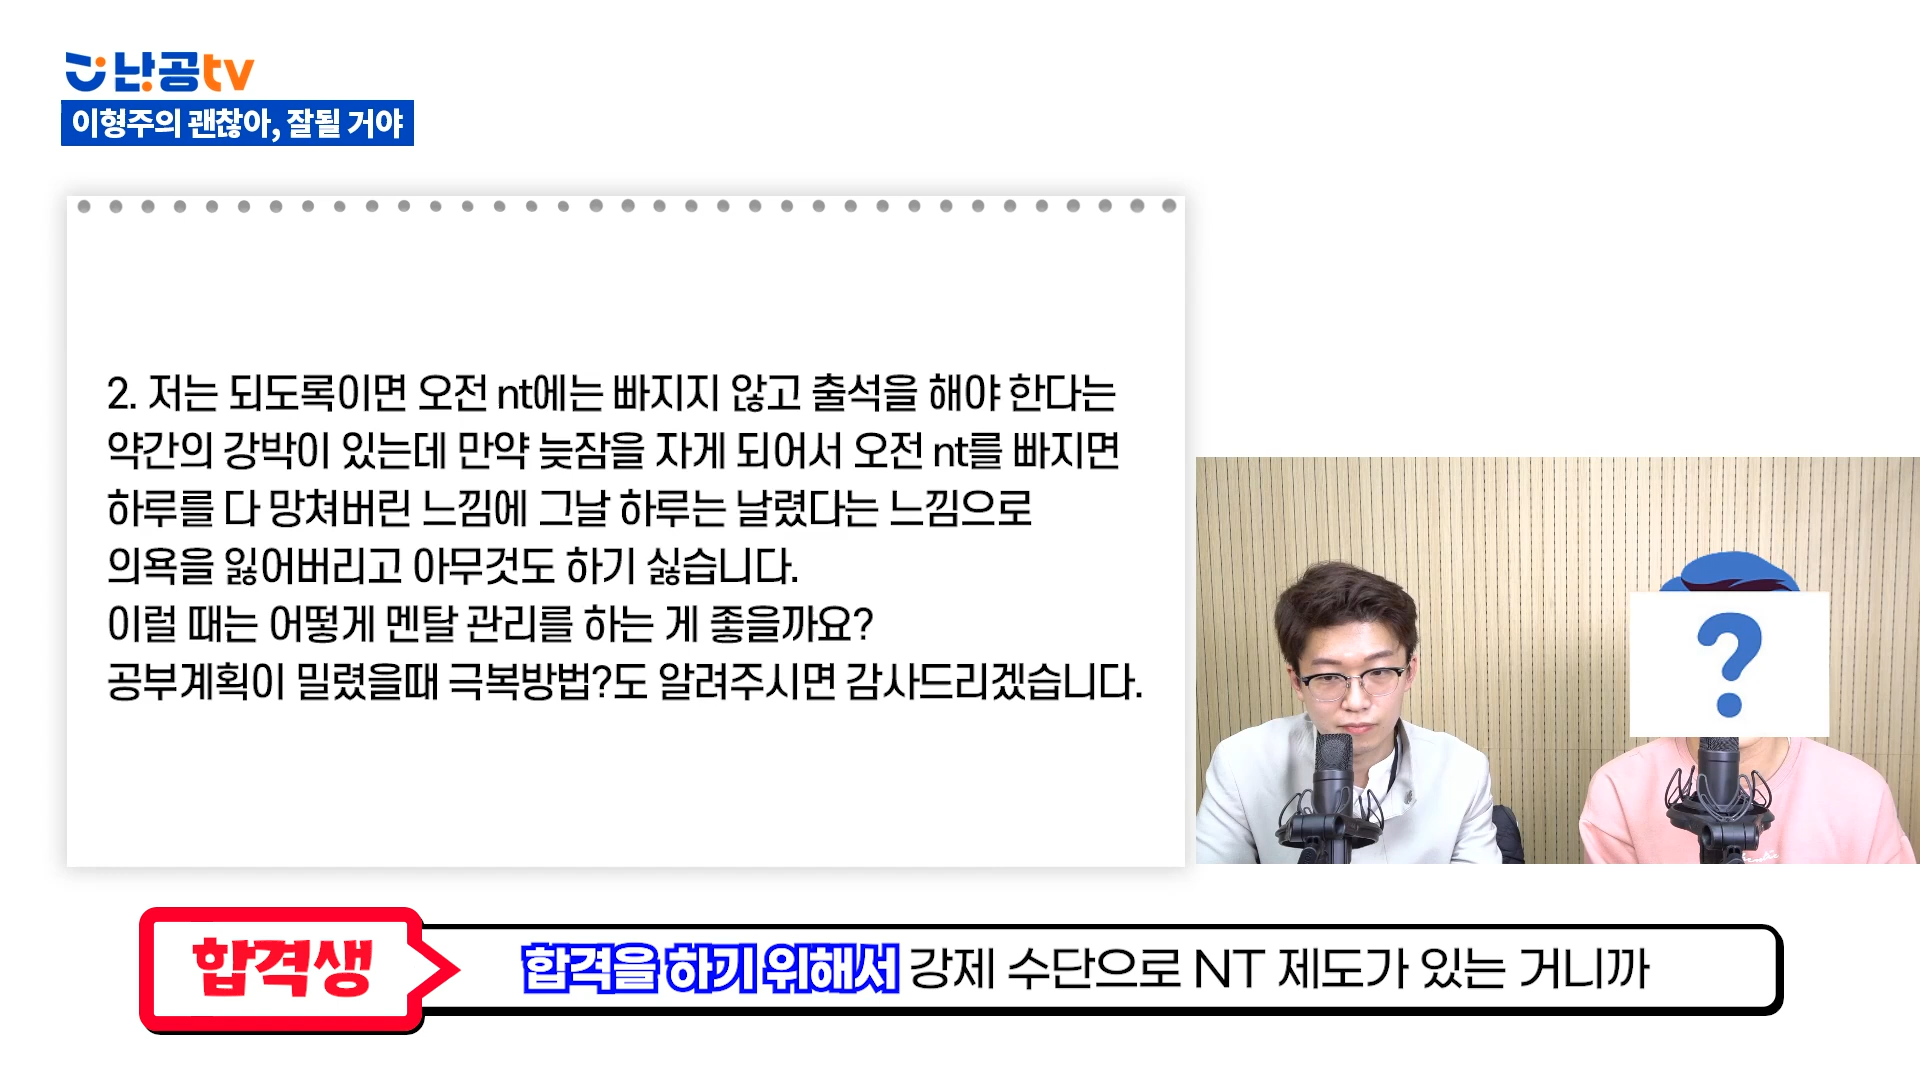 난공tv
이형주의 괜찮아, 잘될 거야
2. 저는 되도록이면 오전 nt에는 빠지지 않고 출석을 해야 한다는
약간의 강박이 있는데 만약 늦잠을 자게 되어서 오전 nt를 빠지면
하루를 다 망쳐버린 느낌에 그날 하루는 날렸다는 느낌으로
의욕을 잃어버리고 아무것도 하기 싫습니다.
이럴 때는 어떻게 멘탈 관리를 하는 게 좋을까요?
공부계획이 밀렸을때 극복방법?도 알려주시면 감사드리겠습니다.
?
합격생
합격을 하기 위해서 강제 수단으로 NT 제도가 있는 거니까